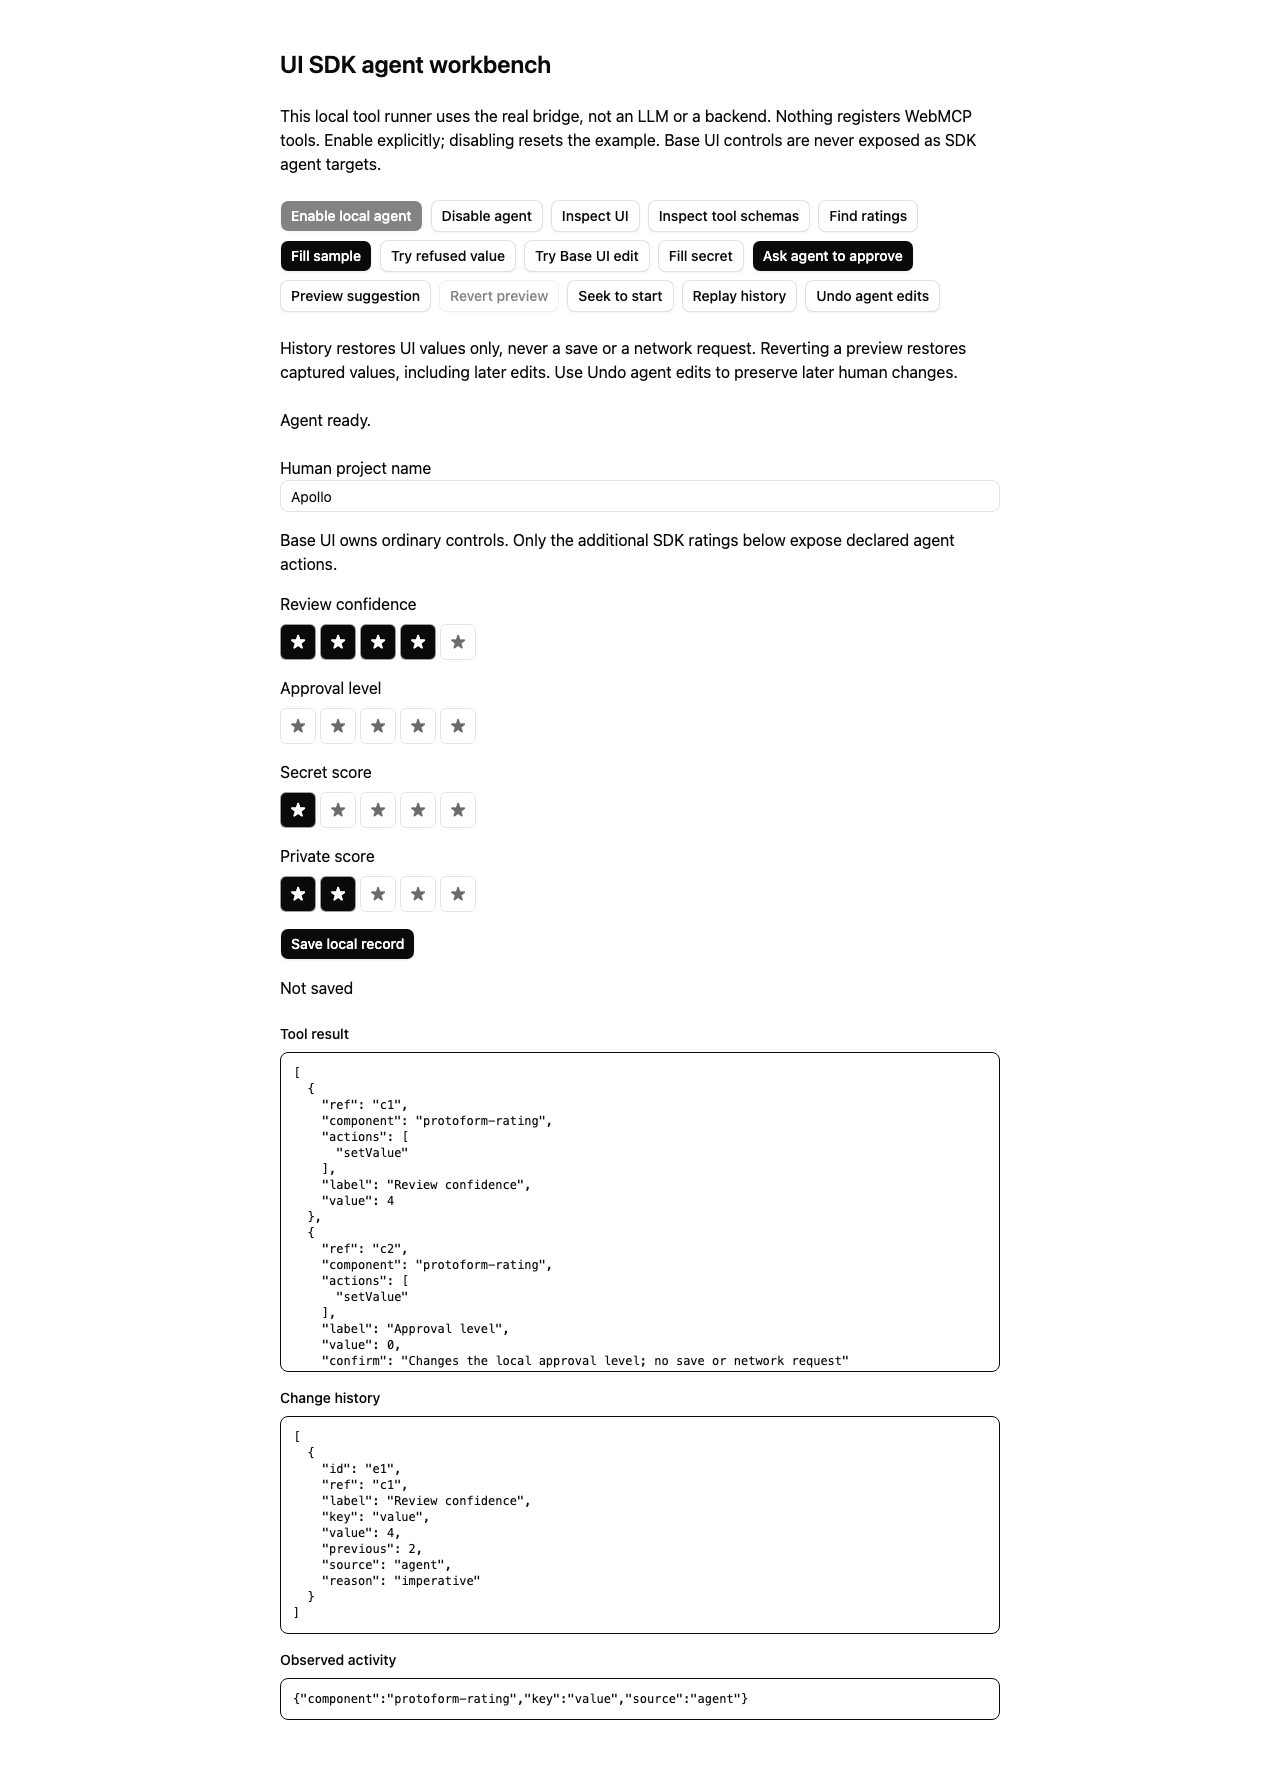 UI SDK agent workbench
This local tool runner uses the real bridge, not an LLM or a backend. Nothing registers WebMCP
tools. Enable explicitly; disabling resets the example. Base UI controls are never exposed as SDK
agent targets.
Enable local agent Disable agent Inspect UI Inspect tool schemas Find ratings
Fill sample Try refused value Try Base UI edit Fill secret Ask agent to approve
Preview suggestion Revert preview Seek to start Replay history Undo agent edits
History restores UI values only, never a save or a network request. Reverting a preview restores
captured values, including later edits. Use Undo agent edits to preserve later human changes.
Agent ready.
Human project name
Apollo
Base UI owns ordinary controls. Only the additional SDK ratings below expose declared agent
actions.
Review confidence
Approval level
Secret score
Private score
Save local record
Not saved
Tool result
[
  {
    "ref": "c1",
    "component": "protoform-rating",
    "actions": [
      "setValue"
    ],
    "label": "Review confidence",
    "value": 4
  },
  {
    "ref": "c2",
    "component": "protoform-rating",
    "actions": [
      "setValue"
    ],
    "label": "Approval level",
    "value": 0,
    "confirm": "Changes the local approval level; no save or network request"
Change history
[
  {
    "id": "e1",
    "ref": "c1",
    "label": "Review confidence",
    "key": "value",
    "value": 4,
    "previous": 2,
    "source": "agent",
    "reason": "imperative"
  }
]
Observed activity
{"component":"protoform-rating","key":"value","source":"agent"}